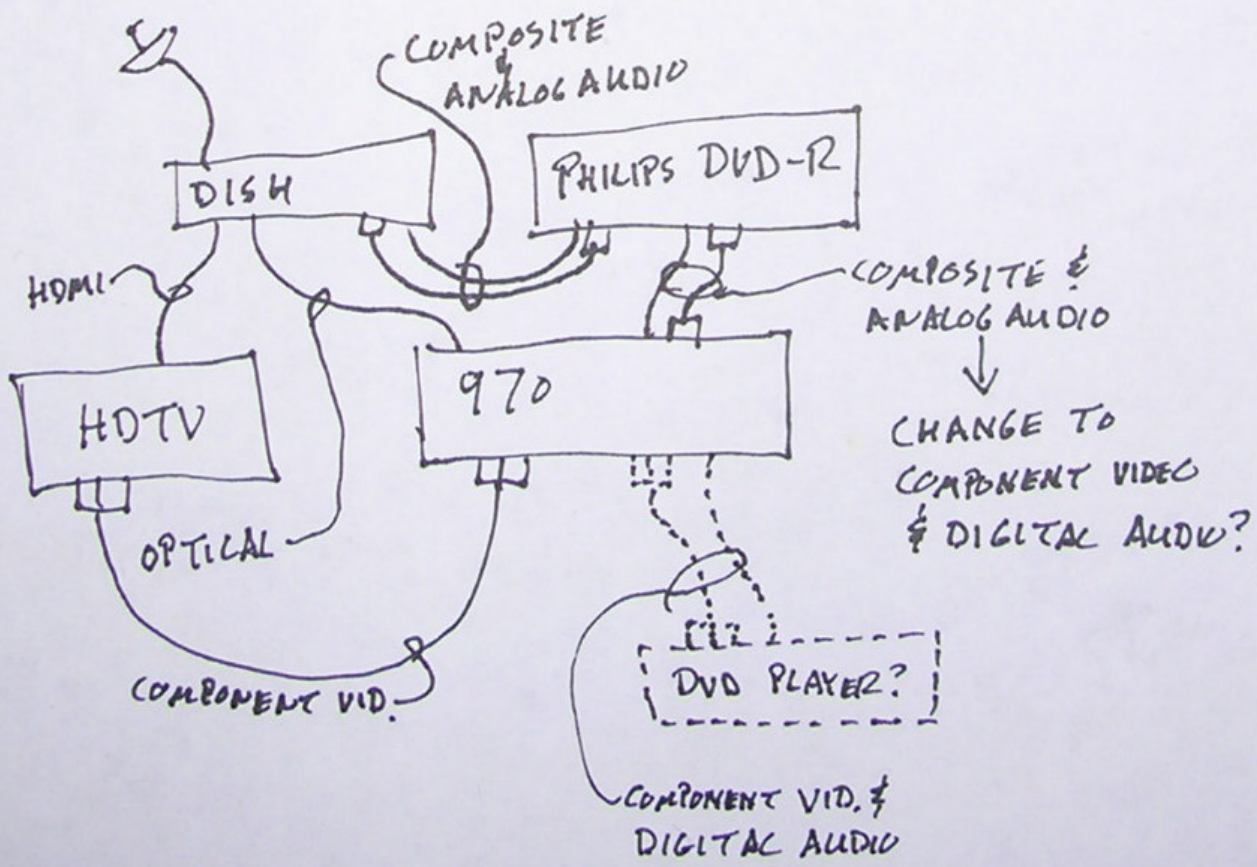 COMPOSITE
&
ANALOG AUDIO
DISH
PHILIPS DVD-R
HDMI
COMPOSITE &
ANALOG AUDIO
HDTV
970
CHANGE TO
COMPONENT VIDEO
& DIGITAL AUDIO?
OPTICAL
COMPONENT VID.
DVD PLAYER?
COMPONENT VID. &
DIGITAL AUDIO